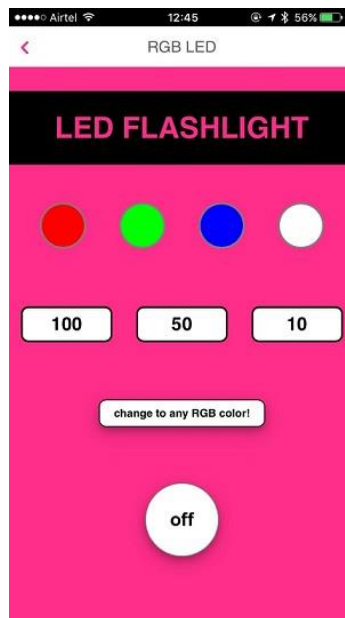 Airtel 12:45 56%
RGB LED
LED FLASHLIGHT
100 50 10
change to any RGB color!
off